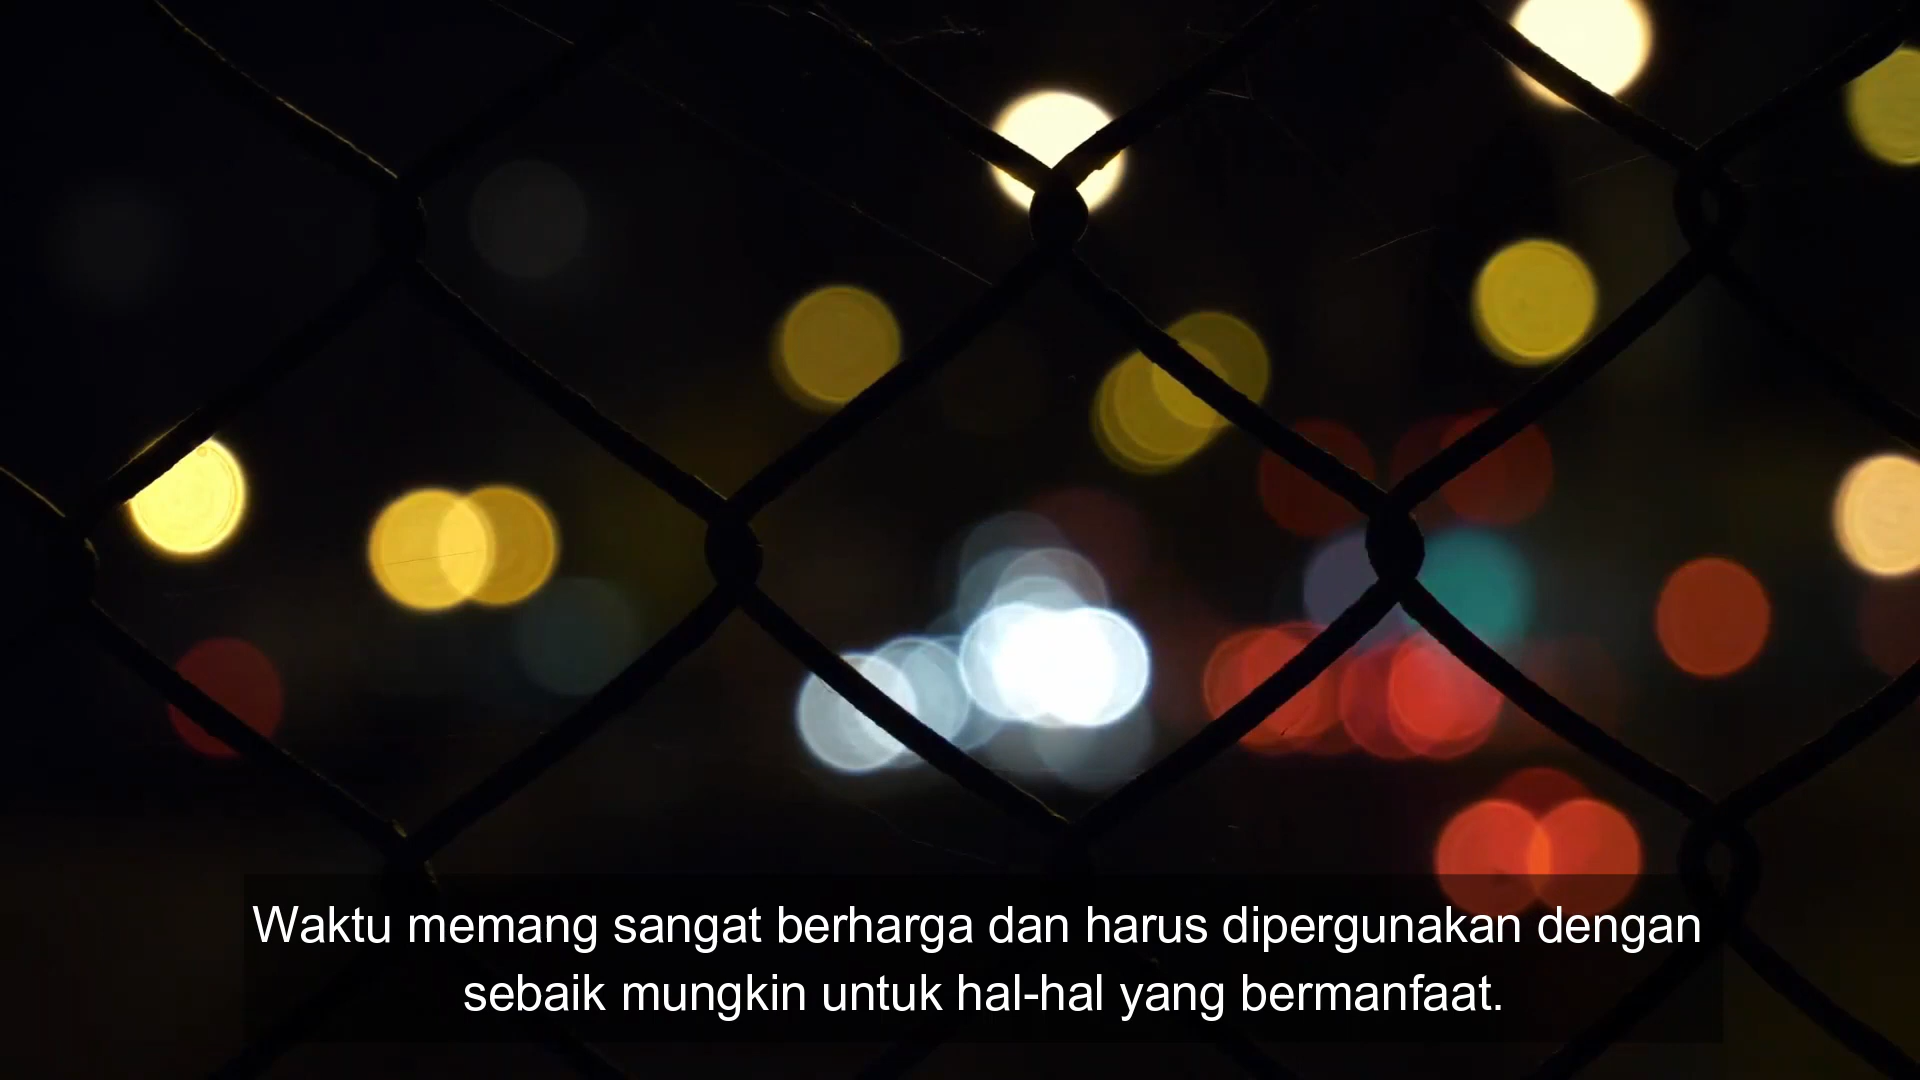 Waktu memang sangat berharga dan harus dipergunakan dengan
sebaik mungkin untuk hal-hal yang bermanfaat.